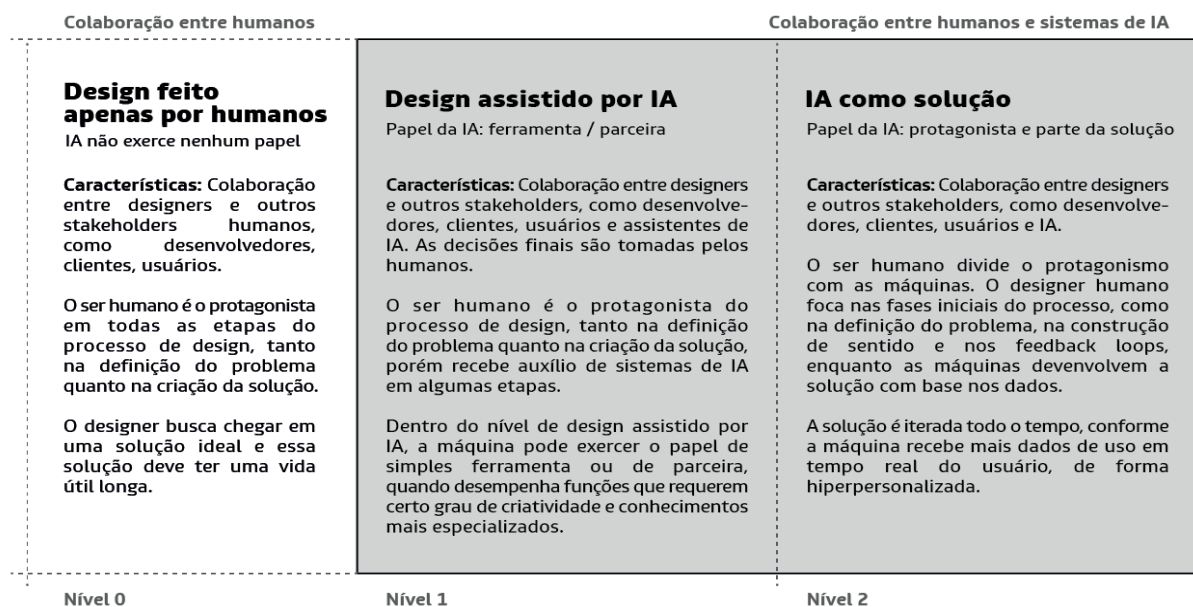 Colaboração entre humanos
Colaboração entre humanos e sistemas de IA
Design feito
apenas por humanos
IA não exerce nenhum papel
Características: Colaboração
entre designers e outros
stakeholders humanos,
como desenvolvedores,
clientes, usuários.
O ser humano é o protagonista
em todas as etapas do
processo de design, tanto
na definição do problema
quanto na criação da solução.
O designer busca chegar em
uma solução ideal e essa
solução deve ter uma vida
útil longa.
Design assistido por IA
Papel da IA: ferramenta / parceira
Características: Colaboração entre designers
e outros stakeholders, como desenvolve-
dores, clientes, usuários e assistentes de
IA. As decisões finais são tomadas pelos
humanos.
O ser humano é o protagonista do
processo de design, tanto na definição
do problema quanto na criação da solução,
porém recebe auxílio de sistemas de IA
em algumas etapas.
Dentro do nível de design assistido por
IA, a máquina pode exercer o papel de
simples ferramenta ou de parceira,
quando desempenha funções que requerem
certo grau de criatividade e conhecimentos
mais especializados.
IA como solução
Papel da IA: protagonista e parte da solução
Características: Colaboração entre designers
e outros stakeholders, como desenvolve-
dores, clientes, usuários e IA.
O ser humano divide o protagonismo
com as máquinas. O designer humano
foca nas fases iniciais do processo, como
na definição do problema, na construção
de sentido e nos feedback loops,
enquanto as máquinas devenvolvem a
solução com base nos dados.
A solução é iterada todo o tempo, conforme
a máquina recebe mais dados de uso em
tempo real do usuário, de forma
hiperpersonalizada.
Nível 0
Nível 1
Nível 2